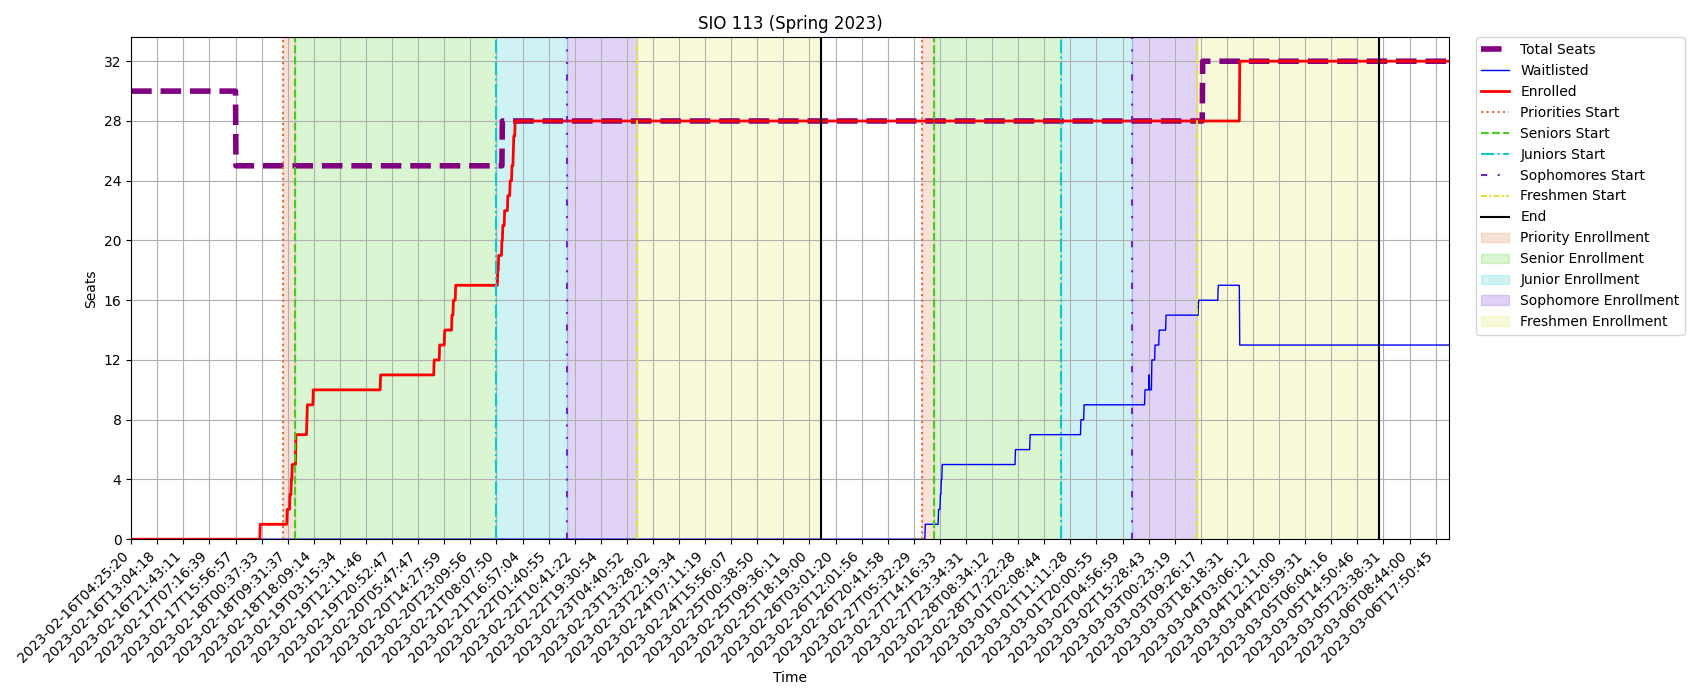 SIO 113 (Spring 2023)
Seats
32
28
24
20
16
12
8
4
0
2023-02-16T04:25:20
2023-02-16T13:04:18
2023-02-16T21:43:11
2023-02-17T07:16:39
2023-02-17T15:56:57
2023-02-18T00:37:33
2023-02-18T09:31:37
2023-02-18T18:09:14
2023-02-19T03:15:34
2023-02-19T12:11:46
2023-02-19T20:52:47
2023-02-20T05:47:47
2023-02-20T14:27:59
2023-02-20T23:09:56
2023-02-21T08:07:50
2023-02-21T16:57:04
2023-02-22T01:40:55
2023-02-22T10:41:22
2023-02-22T19:30:54
2023-02-23T04:40:52
2023-02-23T13:28:02
2023-02-23T22:19:34
2023-02-24T07:11:19
2023-02-24T15:56:07
2023-02-25T00:38:50
2023-02-25T09:36:11
2023-02-25T18:19:00
2023-02-26T03:01:20
2023-02-26T12:01:56
2023-02-26T20:41:58
2023-02-27T05:32:29
2023-02-27T14:16:33
2023-02-27T23:34:31
2023-02-28T08:34:12
2023-02-28T17:22:28
2023-03-01T02:08:44
2023-03-01T11:11:28
2023-03-01T20:00:55
2023-03-02T04:56:59
2023-03-02T15:28:43
2023-03-03T00:23:19
2023-03-03T09:26:17
2023-03-03T18:18:31
2023-03-04T03:06:12
2023-03-04T12:11:00
2023-03-04T20:59:31
2023-03-05T06:04:16
2023-03-05T14:50:46
2023-03-05T23:38:31
2023-03-06T08:44:00
2023-03-06T17:50:45
Time
Total Seats
Waitlisted
Enrolled
Priorities Start
Seniors Start
Juniors Start
Sophomores Start
Freshmen Start
End
Priority Enrollment
Senior Enrollment
Junior Enrollment
Sophomore Enrollment
Freshmen Enrollment